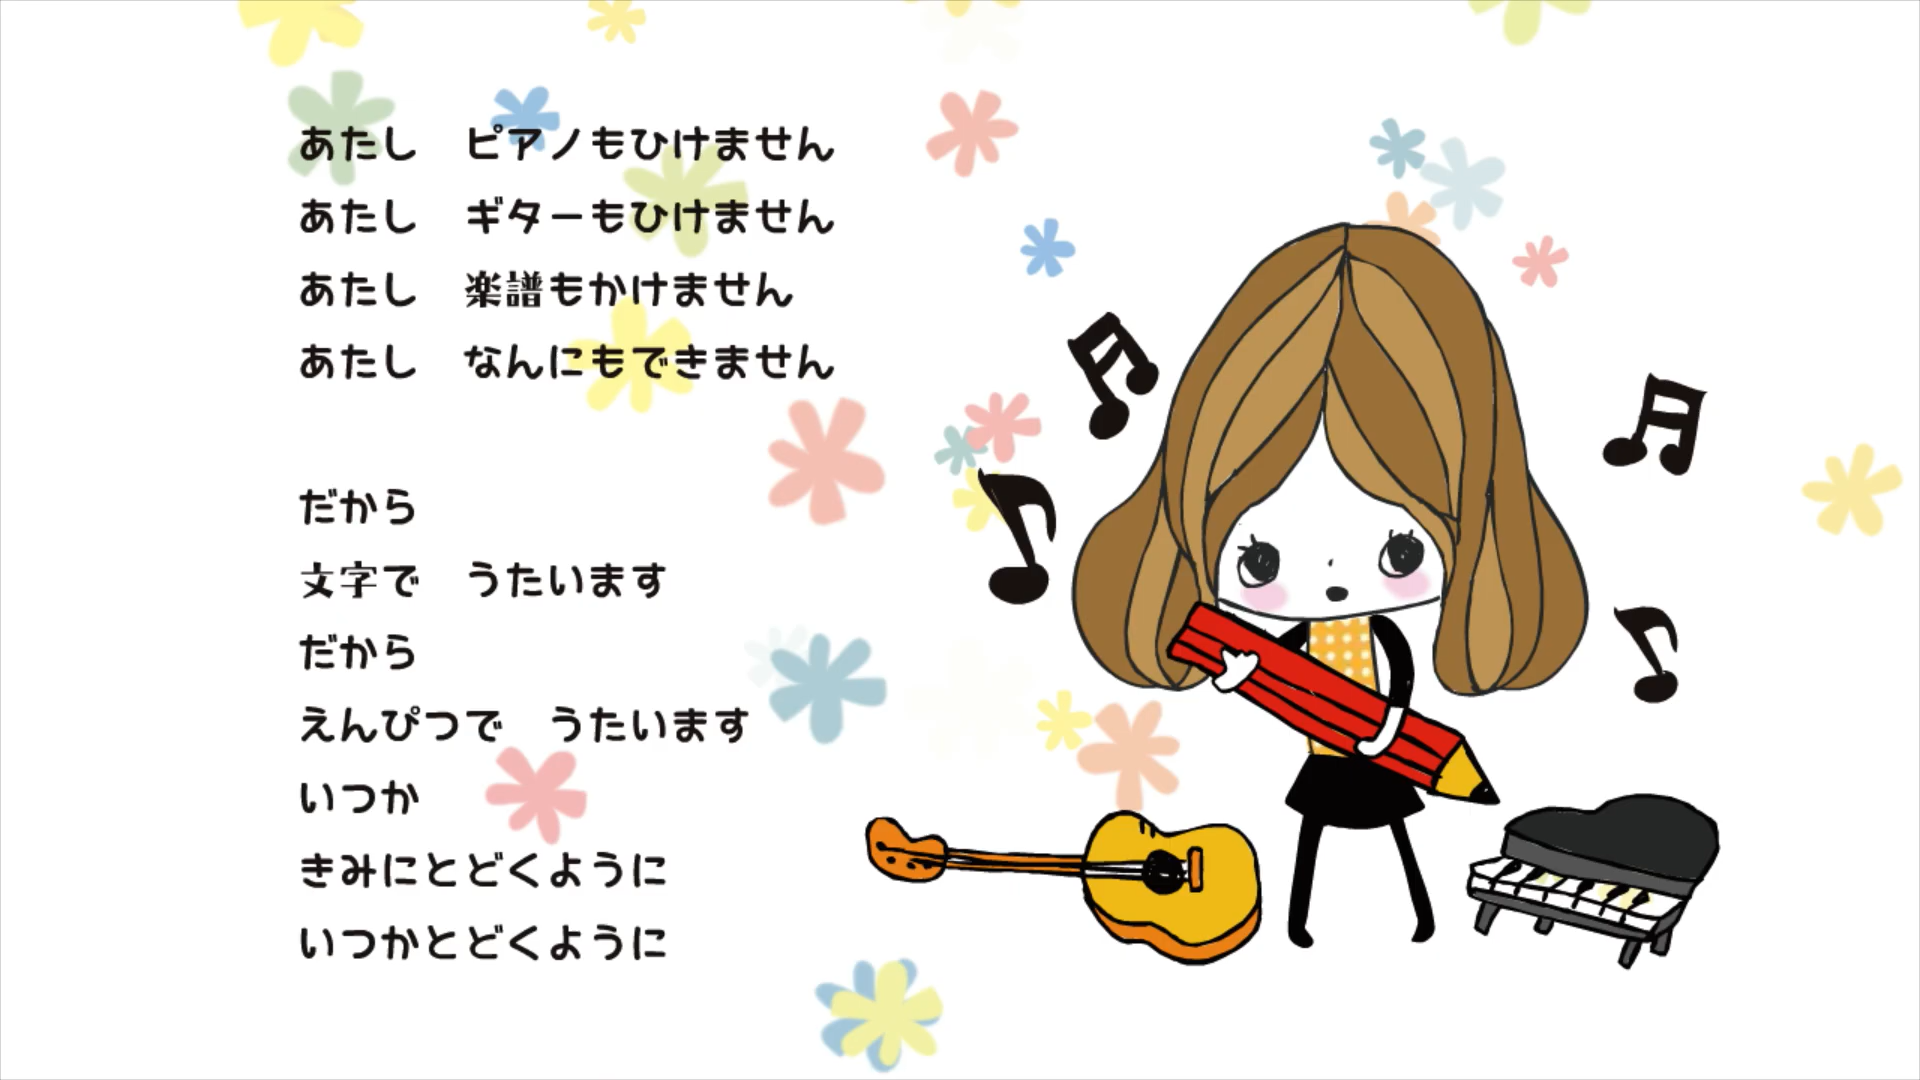 あたし　ピアノもひけません
あたし　ギターもひけません
あたし　楽譜もかけません
あたし　なんにもできません
だから
文字で　うたいます
だから
えんぴつで　うたいます
いつか
きみにとどくように
いつかとどくように